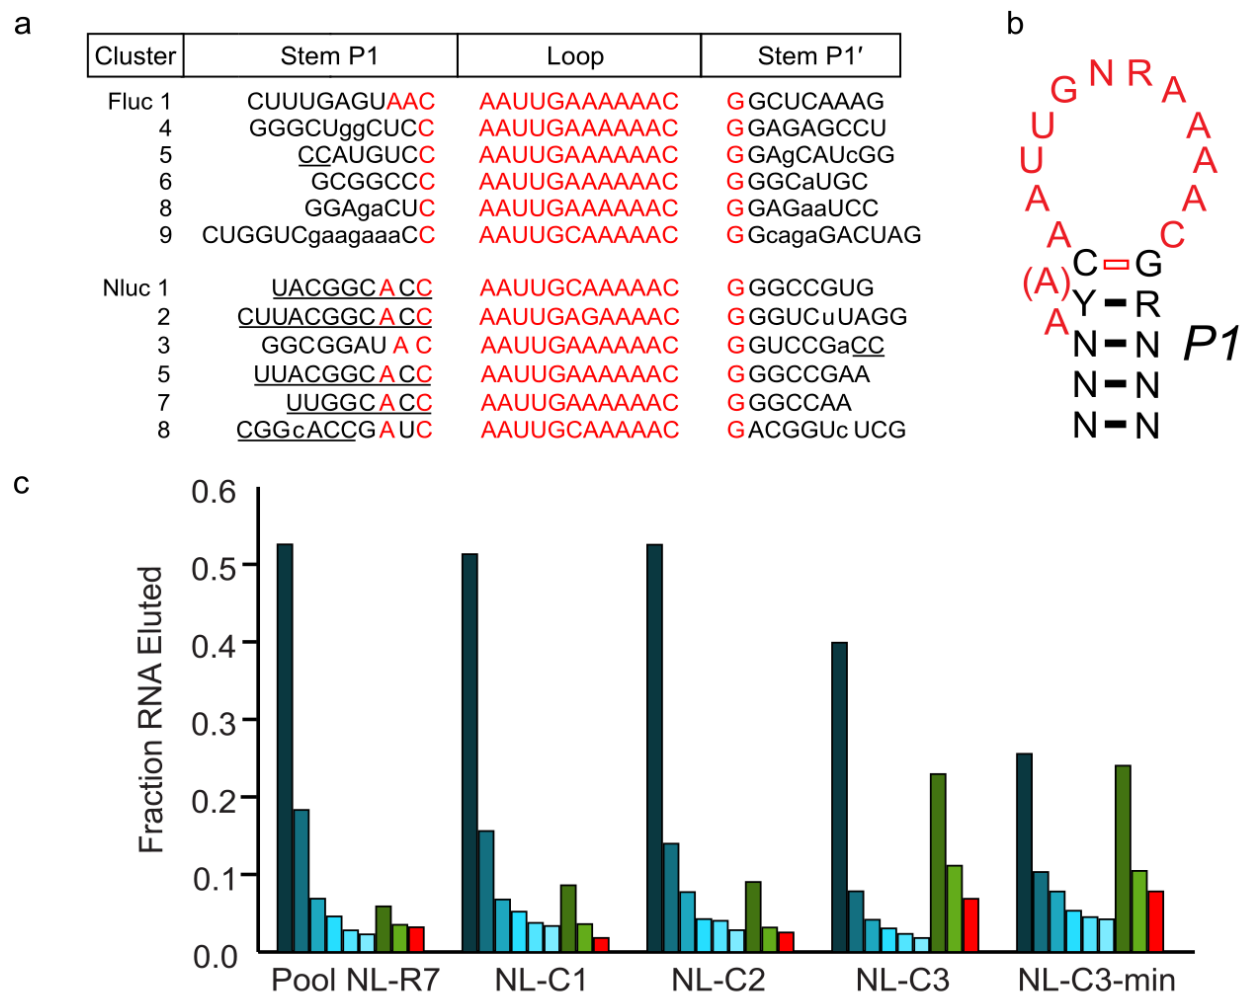 a
Cluster Stem P1 Loop Stem P1′
Fluc 1 CUUUGAGUAAC AAUUGAAAAAAC GGCUCAAAG
4 GGGCUggCUCC AAUUGAAAAAAC GGAGAGCCU
5 CCAUGUCC AAUUGAAAAAAC GGAgCAUcGG
6 GCGGCCC AAUUGAAAAAAC GGGCaUGC
8 GGAgaCUC AAUUGAAAAAAC GGAGaaUCC
9 CUGGUCgaagaaaCC AAUUGCAAAAAC GGcagaGACUAG
Nluc 1 UACGGCACC AAUUGCAAAAAC GGGCCGUG
2 CUUACGGCACC AAUUGAGAAAAC GGGUCuUAGG
3 GGCGGAU A C AAUUGAAAAAAC GGUCCGaCC
5 UUACGGCACC AAUUGAAAAAAC GGGCCGAA
7 UUGGCACC AAUUGAAAAAAC GGGCCAA
8 CGGcACCGAUC AAUUGCAAAAAC GACGGUc UCG
b
G N R A
U A
U A
A A
A C
C G
(A) Y R
A N N P1
N N
N N
c
Fraction RNA Eluted
0.6
0.5
0.4
0.3
0.2
0.1
0.0
Pool NL-R7 NL-C1 NL-C2 NL-C3 NL-C3-min